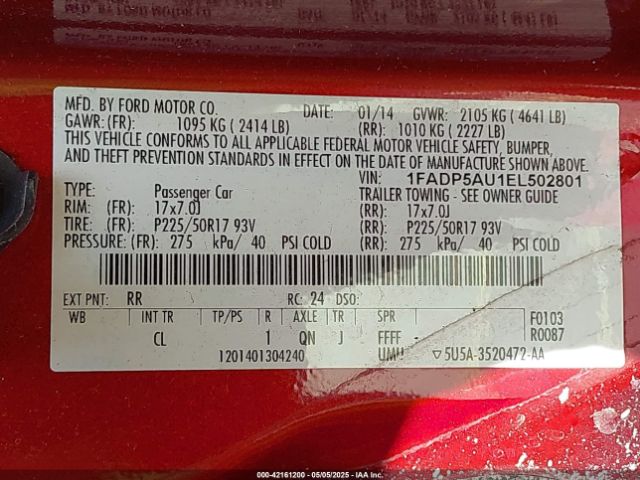 MFD. BY FORD MOTOR CO. DATE: 01/14 GVWR: 2105 KG ( 4641 LB)
GAWR: (FR): 1095 KG ( 2414 LB) (RR): 1010 KG ( 2227 LB)
THIS VEHICLE CONFORMS TO ALL APPLICABLE FEDERAL MOTOR VEHICLE SAFETY, BUMPER,
AND THEFT PREVENTION STANDARDS IN EFFECT ON THE DATE OF MANUFACTURE SHOWN ABOVE.
VIN: 1FADP5AU1EL502801
TYPE: Passenger Car TRAILER TOWING - SEE OWNER GUIDE
RIM: (FR): 17x7.0J (RR): 17x7.0J
TIRE: (FR): P225/50R17 93V (RR): P225/50R17 93V
PRESSURE: (FR): 275 kPa/ 40 PSI COLD (RR): 275 kPa/ 40 PSI COLD
EXT PNT: RR RC: 24 DSO:
WB INT TR TP/PS R AXLE TR SPR F0103
CL 1 QN J FFFF - R0087
1201401304240 UMU ▽5U5A-3520472-AA
000-42161200 - 05/05/2025 - IAA Inc.